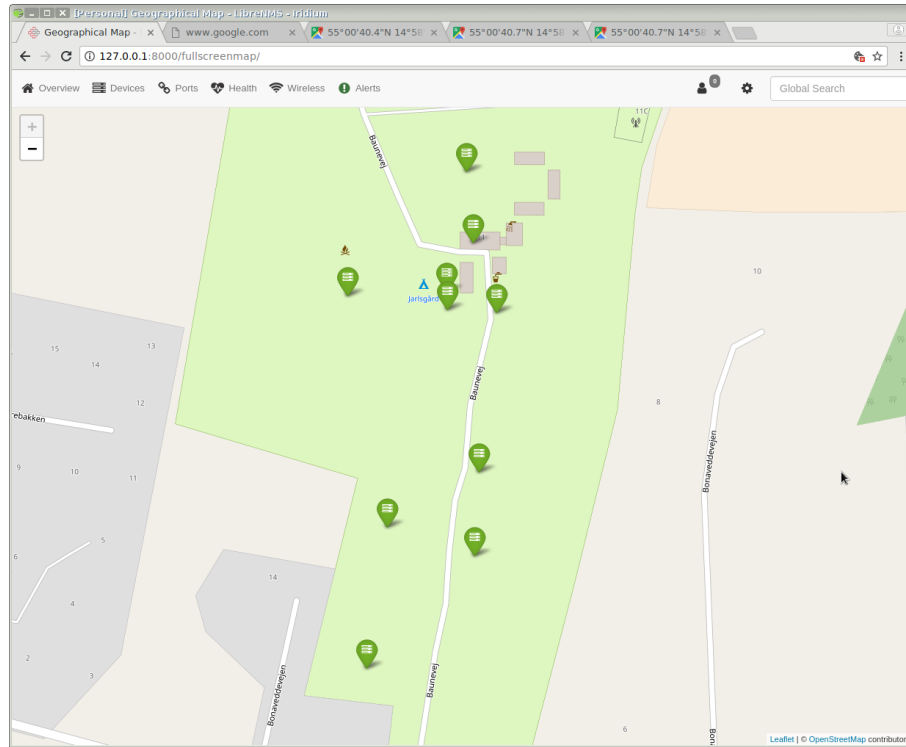 [Personal] Geographical Map - LibreNMS - Iridium
Geographical Map -
www.google.com
55°00'40.4"N 14°58'
55°00'40.7"N 14°58'
55°00'40.7"N 14°58'
127.0.0.1:8000/fullscreenmap/
Overview Devices Ports Health Wireless Alerts 0 Global Search
11C
Baunevej
10
Jarlsgård
15
13
14
12
8
Baunevej
ebakken
9
10
11
Bonaveddevejen
5
6
14
4
2
3
Baunevej
Bonaveddevejen
6
Bon
Leaflet | © OpenStreetMap contributor